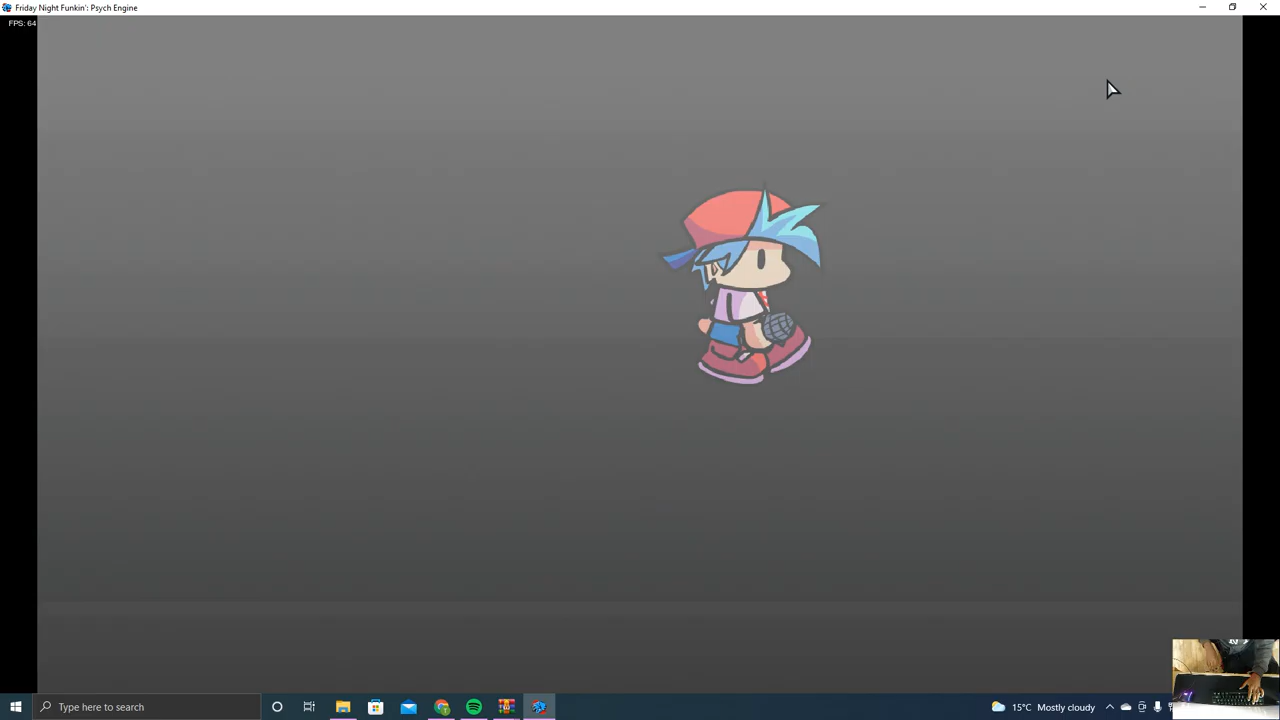 Friday Night Funkin': Psych Engine
FPS: 64
Type here to search
15°C Mostly cloudy